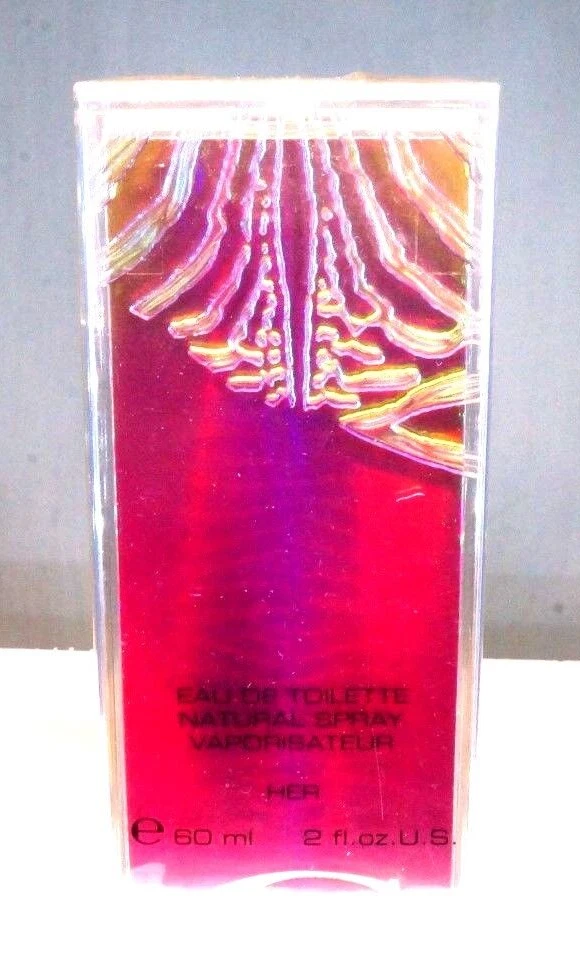 EAU DE TOILETTE
NATURAL SPRAY
VAPORISATEUR
HER
e 60 ml 2 fl.oz.U.S.